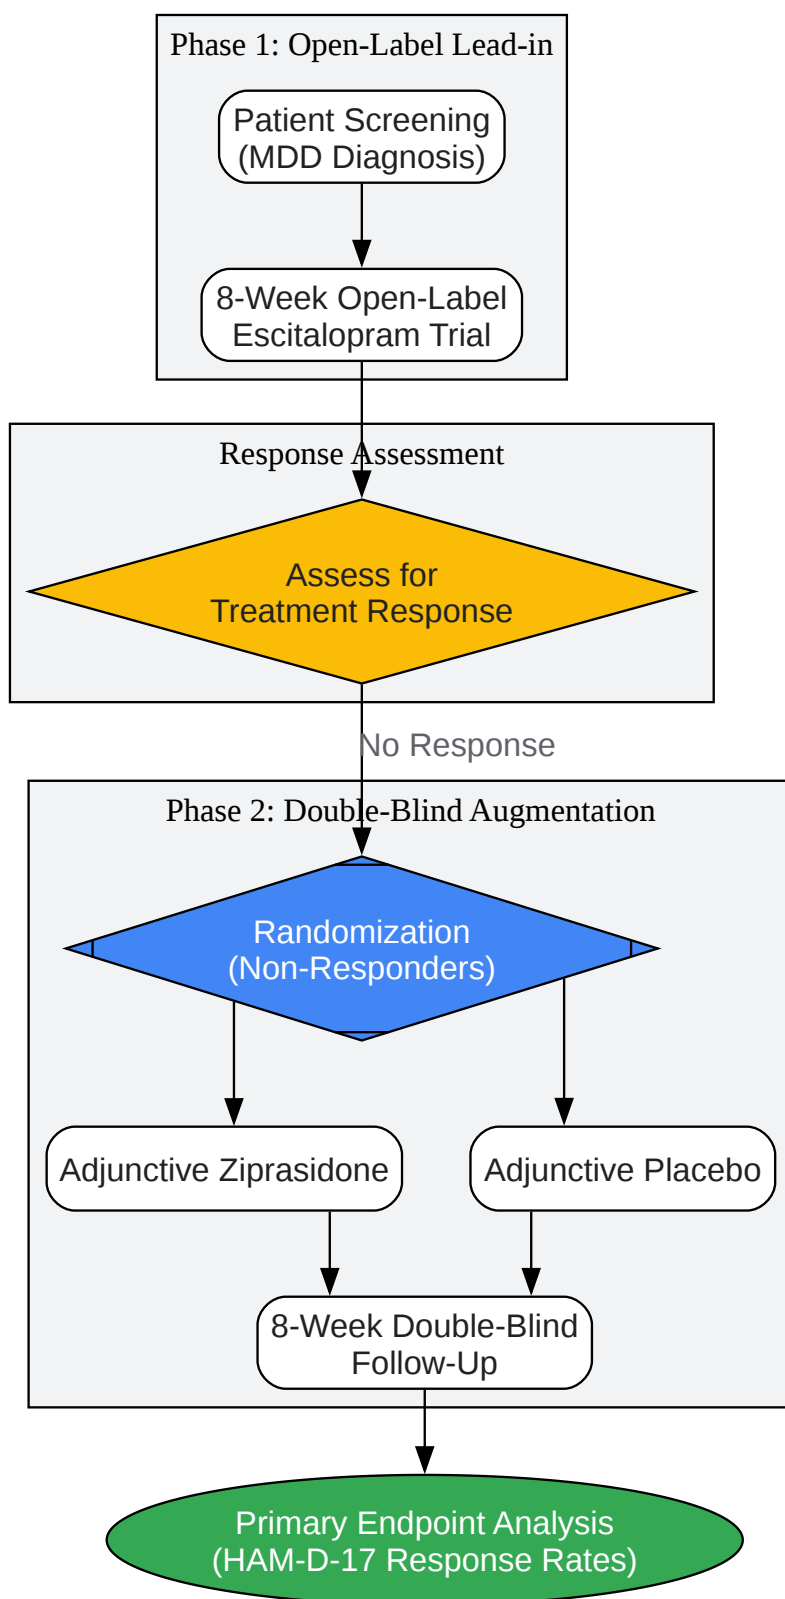 Phase 1: Open-Label Lead-in
Patient Screening
(MDD Diagnosis)
8-Week Open-Label
Escitalopram Trial
Response Assessment
Assess for
Treatment Response
No Response
Phase 2: Double-Blind Augmentation
Randomization
(Non-Responders)
Adjunctive Ziprasidone
Adjunctive Placebo
8-Week Double-Blind
Follow-Up
Primary Endpoint Analysis
(HAM-D-17 Response Rates)